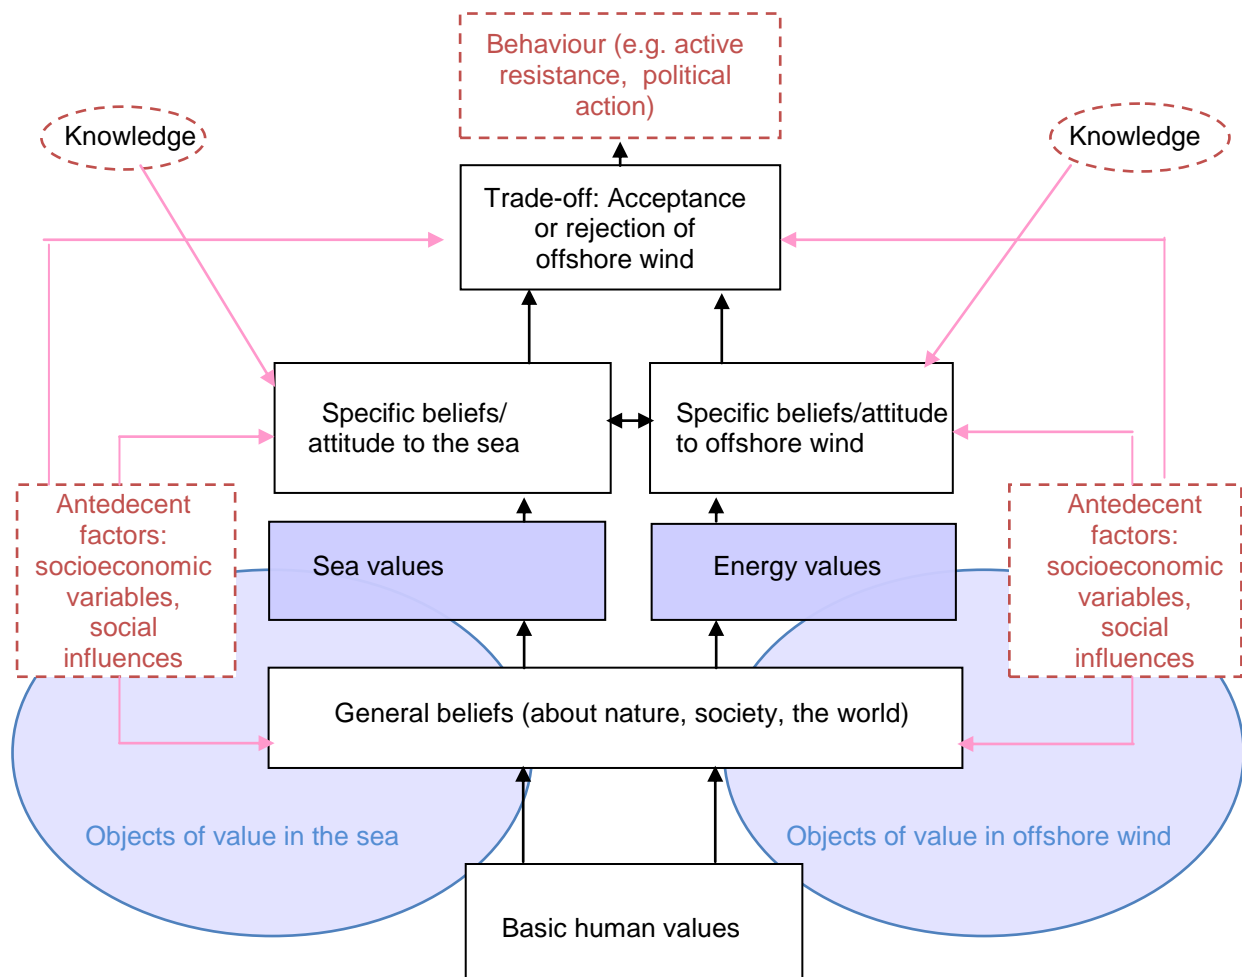 Behaviour (e.g. active
resistance, political
action)
Knowledge
Knowledge
Trade-off: Acceptance
or rejection of
offshore wind
Specific beliefs/
attitude to the sea
Specific beliefs/attitude
to offshore wind
Antedecent
factors:
socioeconomic
variables,
social
influences
Sea values
Energy values
Antedecent
factors:
socioeconomic
variables,
social
influences
General beliefs (about nature, society, the world)
Objects of value in the sea
Objects of value in offshore wind
Basic human values